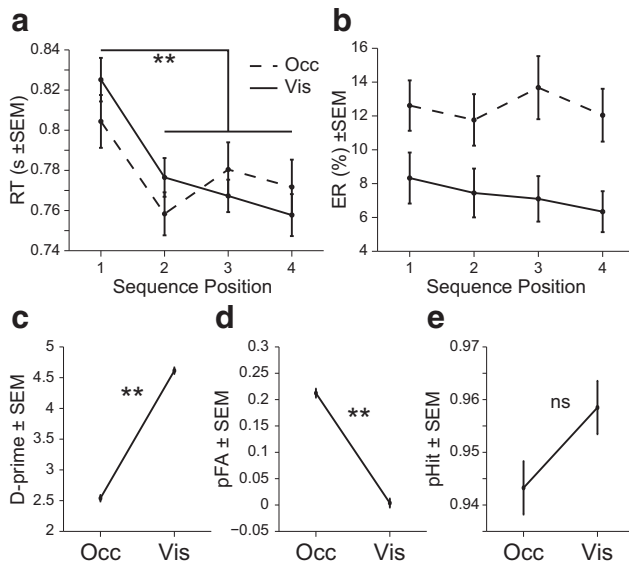 a
RT (s ±SEM)
0.84
0.82
0.8
0.78
0.76
0.74
**
Occ
Vis
1 2 3 4
Sequence Position
b
ER (%) ±SEM
16
14
12
10
8
6
4
1 2 3 4
Sequence Position
c
D-prime ± SEM
5
4.5
4
3.5
3
2.5
2
**
Occ Vis
d
pFA ± SEM
0.3
0.25
0.2
0.15
0.1
0.05
0
−0.05
**
Occ Vis
e
pHit ± SEM
0.97
0.96
0.95
0.94
ns
Occ Vis